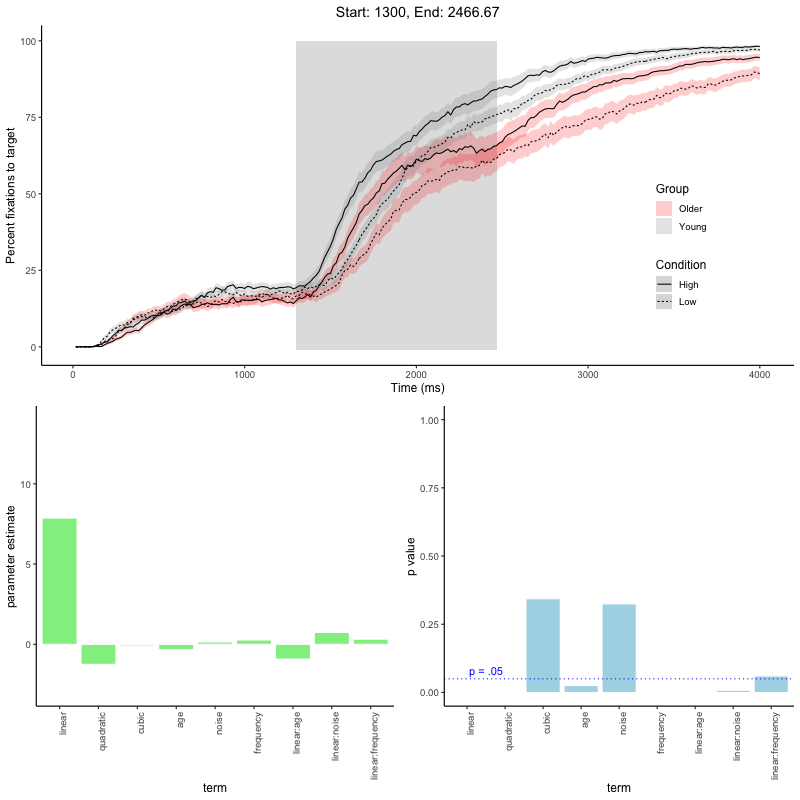 Start: 1300, End: 2466.67
Percent fixations to target
100
75
50
25
0
0
1000
2000
3000
4000
Time (ms)
Group
Older
Young
Condition
High
Low
parameter estimate
10
5
0
linear
quadratic
cubic
age
noise
frequency
linear:age
linear:noise
linear:frequency
term
p value
1.00
0.75
0.50
0.25
0.00
p = .05
linear
quadratic
cubic
age
noise
frequency
linear:age
linear:noise
linear:frequency
term